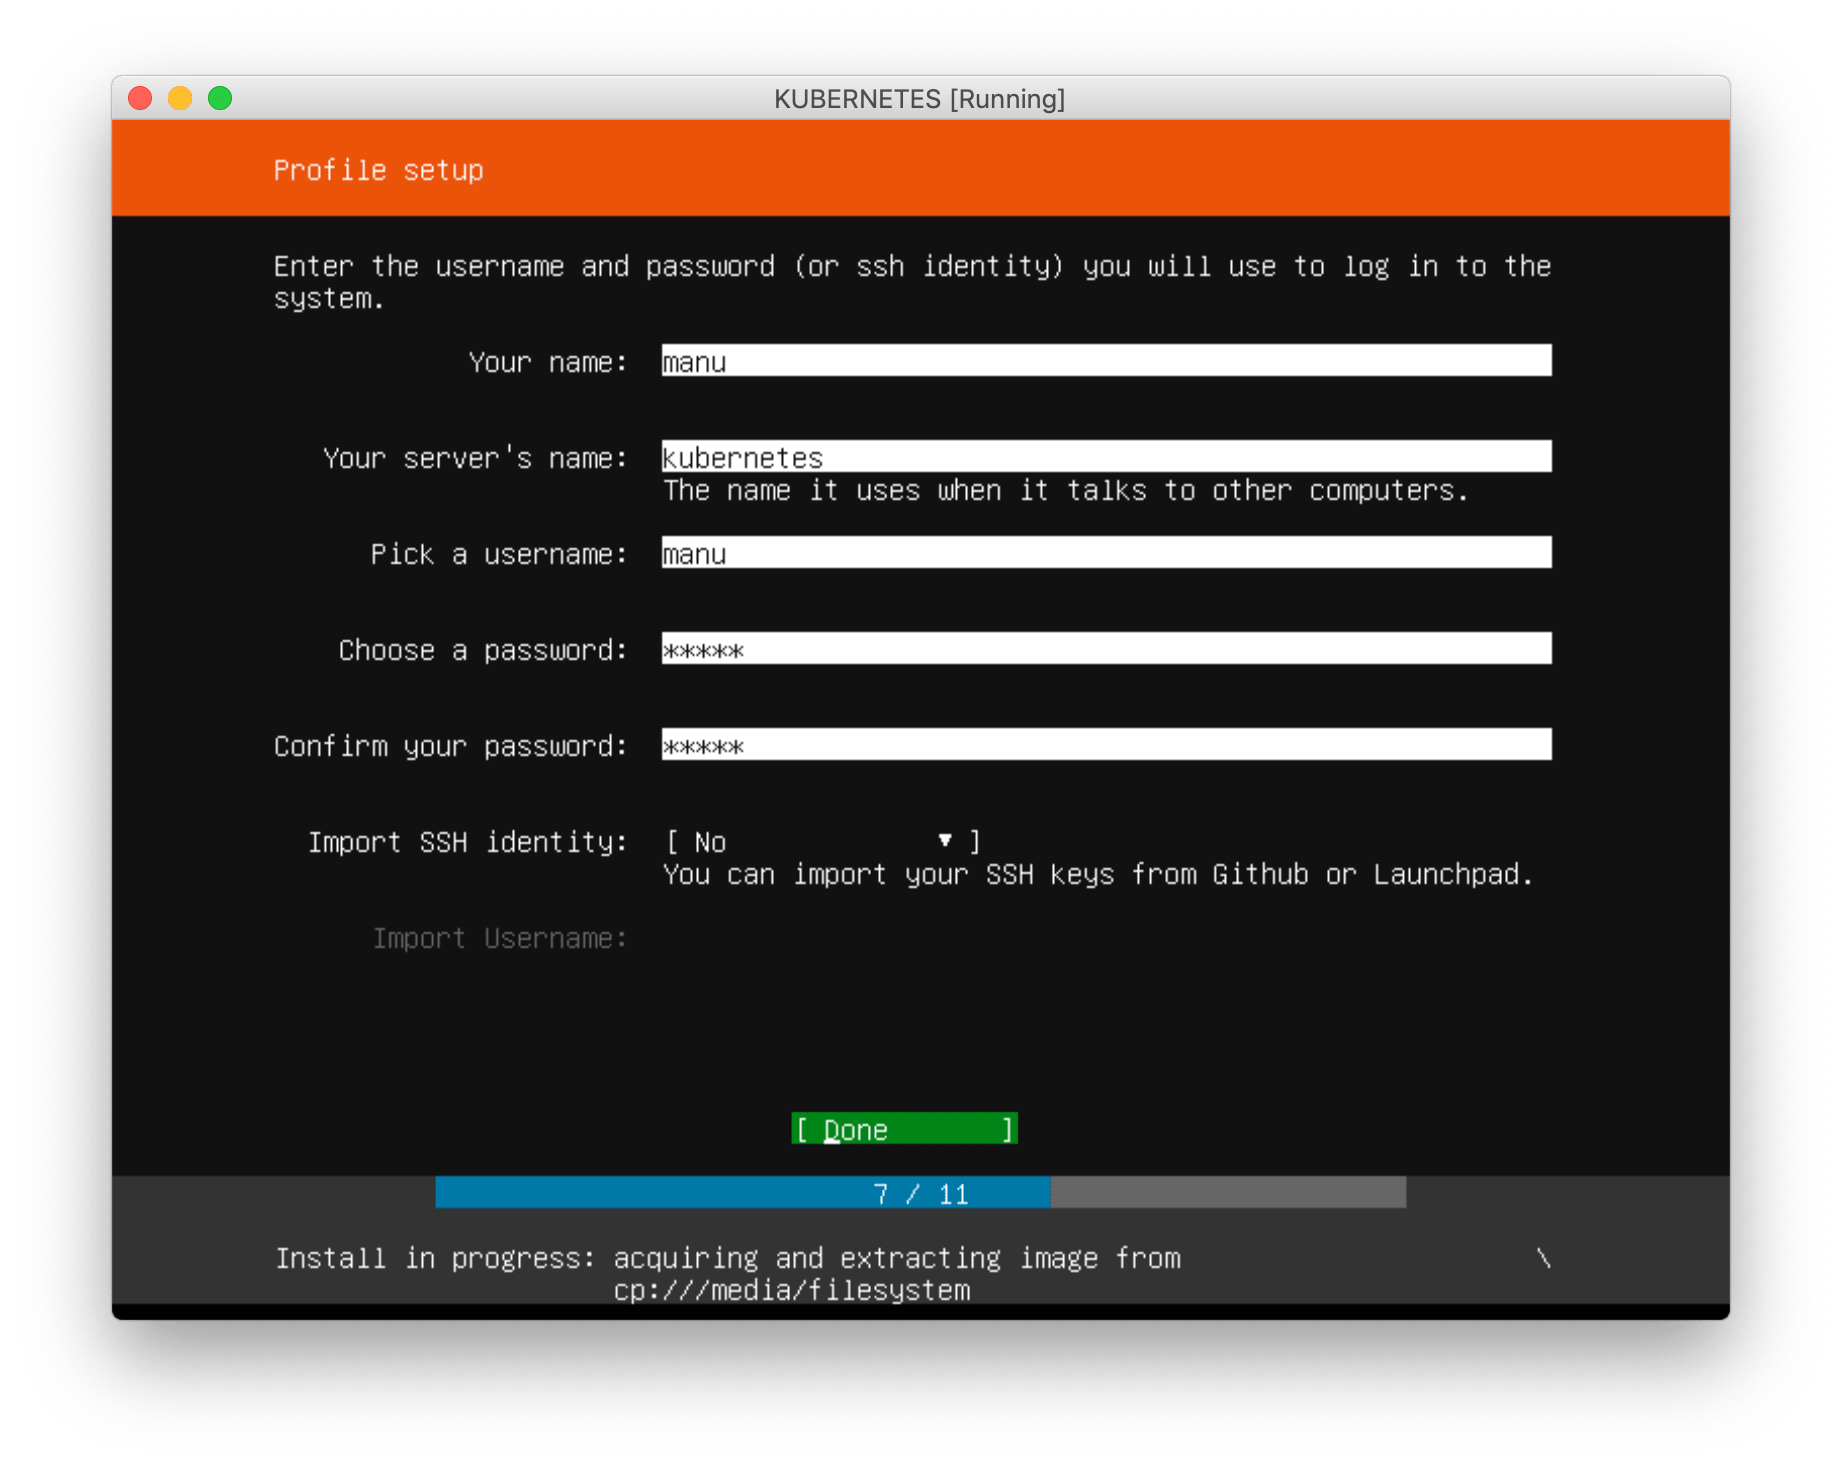 KUBERNETES [Running]
Profile setup
Enter the username and password (or ssh identity) you will use to log in to the
system.
Your name: manu
Your server's name: kubernetes
The name it uses when it talks to other computers.
Pick a username: manu
Choose a password: *****
Confirm your password: *****
Import SSH identity: [ No ▼ ]
You can import your SSH keys from Github or Launchpad.
Import Username:
[ Done ]
7 / 11
Install in progress: acquiring and extracting image from \
cp:///media/filesystem